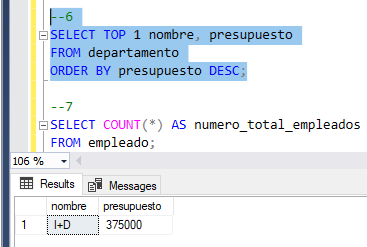 --6
SELECT TOP 1 nombre, presupuesto
FROM departamento
ORDER BY presupuesto DESC;
--7
SELECT COUNT(*) AS numero_total_empleados
FROM empleado;
106 %
Results Messages
nombre presupuesto
1 I+D 375000